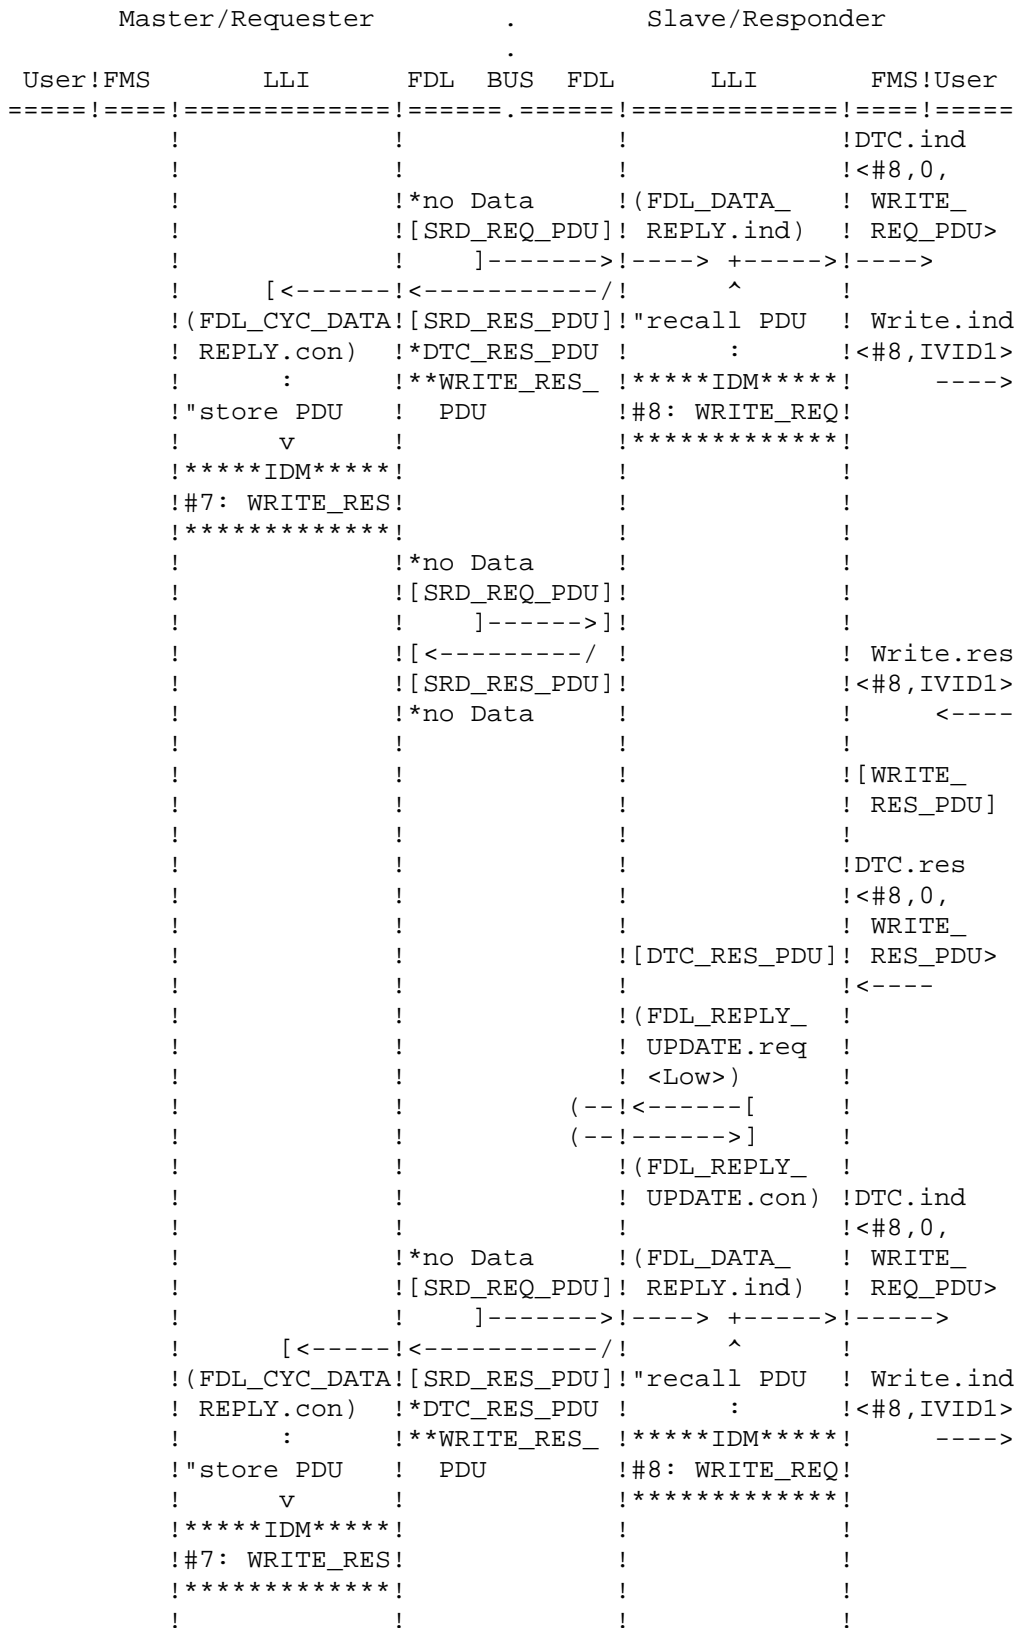 Master/Requester           .          Slave/Responder
                                    .
 User!FMS        LLI       FDL  BUS  FDL       LLI         FMS!User
=====!====!=============!======.======!=============!====!=====
          !             !             !             !DTC.ind
          !             !             !             !<#8,0,
          !             !*no Data     !(FDL_DATA_   ! WRITE_
          !             ![SRD_REQ_PDU]! REPLY.ind)  ! REQ_PDU>
          !             !    ]------->!----> +----->!---->
          !     [<------!<-----------/!      ^      !
          !(FDL_CYC_DATA![SRD_RES_PDU]!"recall PDU  ! Write.ind
          ! REPLY.con)  !*DTC_RES_PDU !      :      !<#8,IVID1>
          !      :      !**WRITE_RES_ !*****IDM*****!     ---->
          !"store PDU   !  PDU        !#8: WRITE_REQ!
          !      v      !             !*************!
          !*****IDM*****!             !             !
          !#7: WRITE_RES!             !             !
          !*************!             !             !
          !             !*no Data     !             !
          !             ![SRD_REQ_PDU]!             !
          !             !    ]------>]!             !
          !             ![<---------/ !             ! Write.res
          !             ![SRD_RES_PDU]!             !<#8,IVID1>
          !             !*no Data     !             !     <----
          !             !             !             !
          !             !             !             ![WRITE_
          !             !             !             ! RES_PDU]
          !             !             !             !
          !             !             !             !DTC.res
          !             !             !             !<#8,0,
          !             !             !             ! WRITE_
          !             !             ![DTC_RES_PDU]! RES_PDU>
          !             !             !             !<----
          !             !             !(FDL_REPLY_  !
          !             !             ! UPDATE.req  !
          !             !             ! <Low>)      !
          !             !          (--!<------[     !
          !             !          (--!------>]     !
          !             !             !(FDL_REPLY_  !
          !             !             ! UPDATE.con) !DTC.ind
          !             !             !             !<#8,0,
          !             !*no Data     !(FDL_DATA_   ! WRITE_
          !             ![SRD_REQ_PDU]! REPLY.ind)  ! REQ_PDU>
          !             !    ]------->!----> +----->!----->
          !      [<-----!<-----------/!      ^      !
          !(FDL_CYC_DATA![SRD_RES_PDU]!"recall PDU  ! Write.ind
          ! REPLY.con)  !*DTC_RES_PDU !      :      !<#8,IVID1>
          !      :      !**WRITE_RES_ !*****IDM*****!     ---->
          !"store PDU   !  PDU        !#8: WRITE_REQ!
          !      v      !             !*************!
          !*****IDM*****!             !             !
          !#7: WRITE_RES!             !             !
          !*************!             !             !
          !             !             !             !